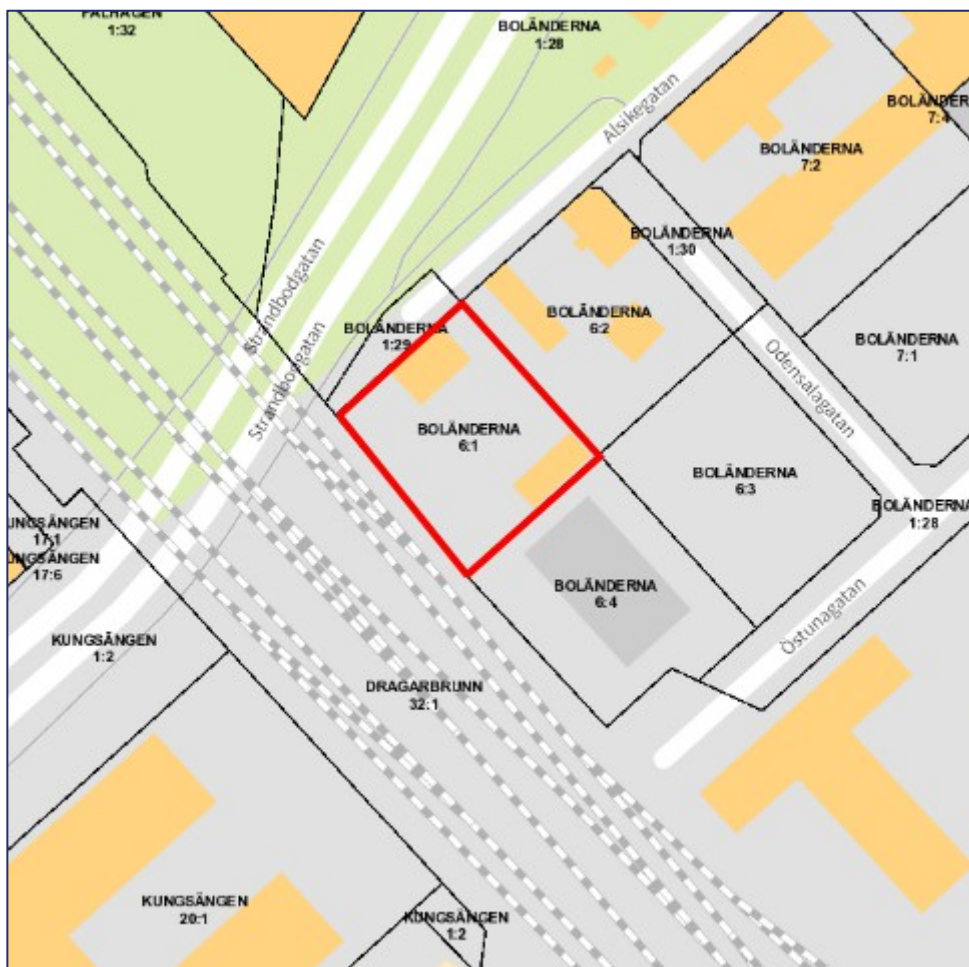 1:32
BOLÄNDERNA
1:28
Alsikegatan
BOLÄNDERNA
7:2
7:4
BOLÄNDERNA
1:30
Strandbodgatan
Strandbodgatan
BOLÄNDERNA
1:29
BOLÄNDERNA
6:2
BOLÄNDERNA
7:1
Odensalagatan
BOLÄNDERNA
6:1
BOLÄNDERNA
6:3
BOLÄNDERNA
1:28
UNGSÄNGEN
17:1
UNGSÄNGEN
17:6
BOLÄNDERNA
6:4
Östunagatan
KUNGSÄNGEN
1:2
DRAGARBRUNN
32:1
KUNGSÄNGEN
20:1
KUNGSÄNGEN
1:2